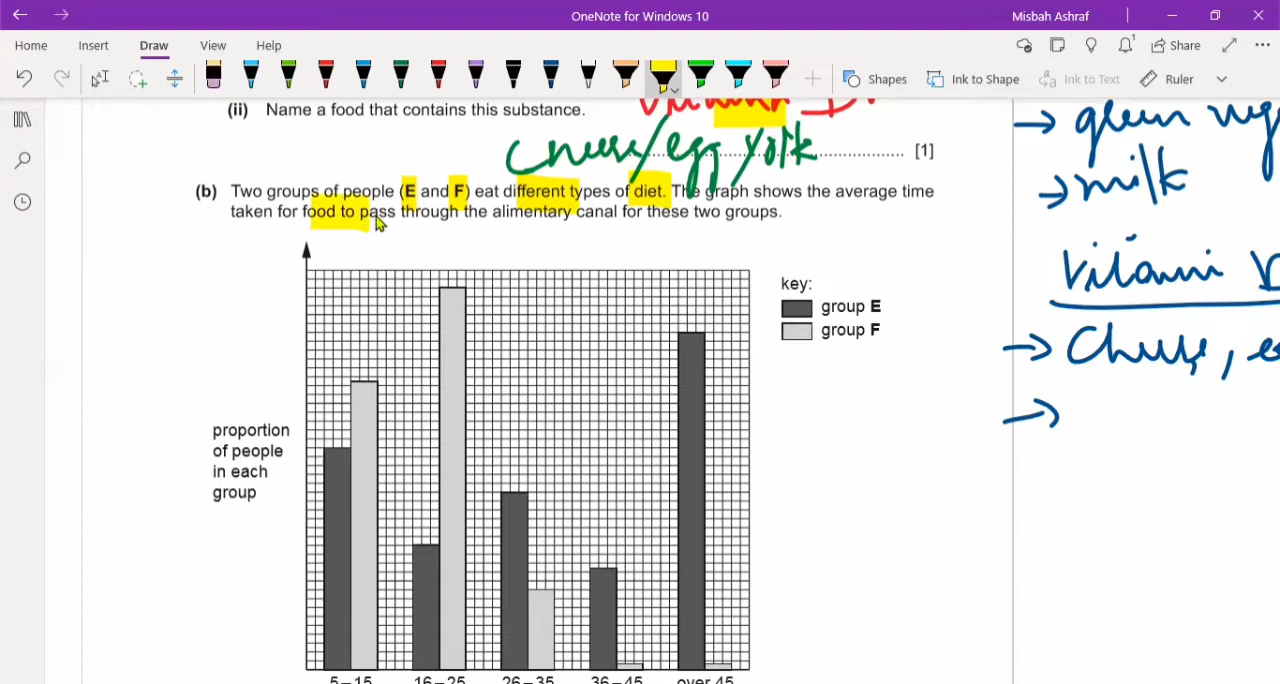 OneNote for Windows 10
Misbah Ashraf
Home Insert Draw View Help
Share
Shapes Ink to Shape Ink to Text Ruler
(ii) Name a food that contains this substance.
Cheese/egg yolk [1]
(b) Two groups of people (E and F) eat different types of diet. The graph shows the average time
taken for food to pass through the alimentary canal for these two groups.
key:
group E
group F
proportion
of people
in each
group
5–15 16–25 26–35 36–45 over 45
→ green
→ milk
Vitamin D
→ Cheese,
→